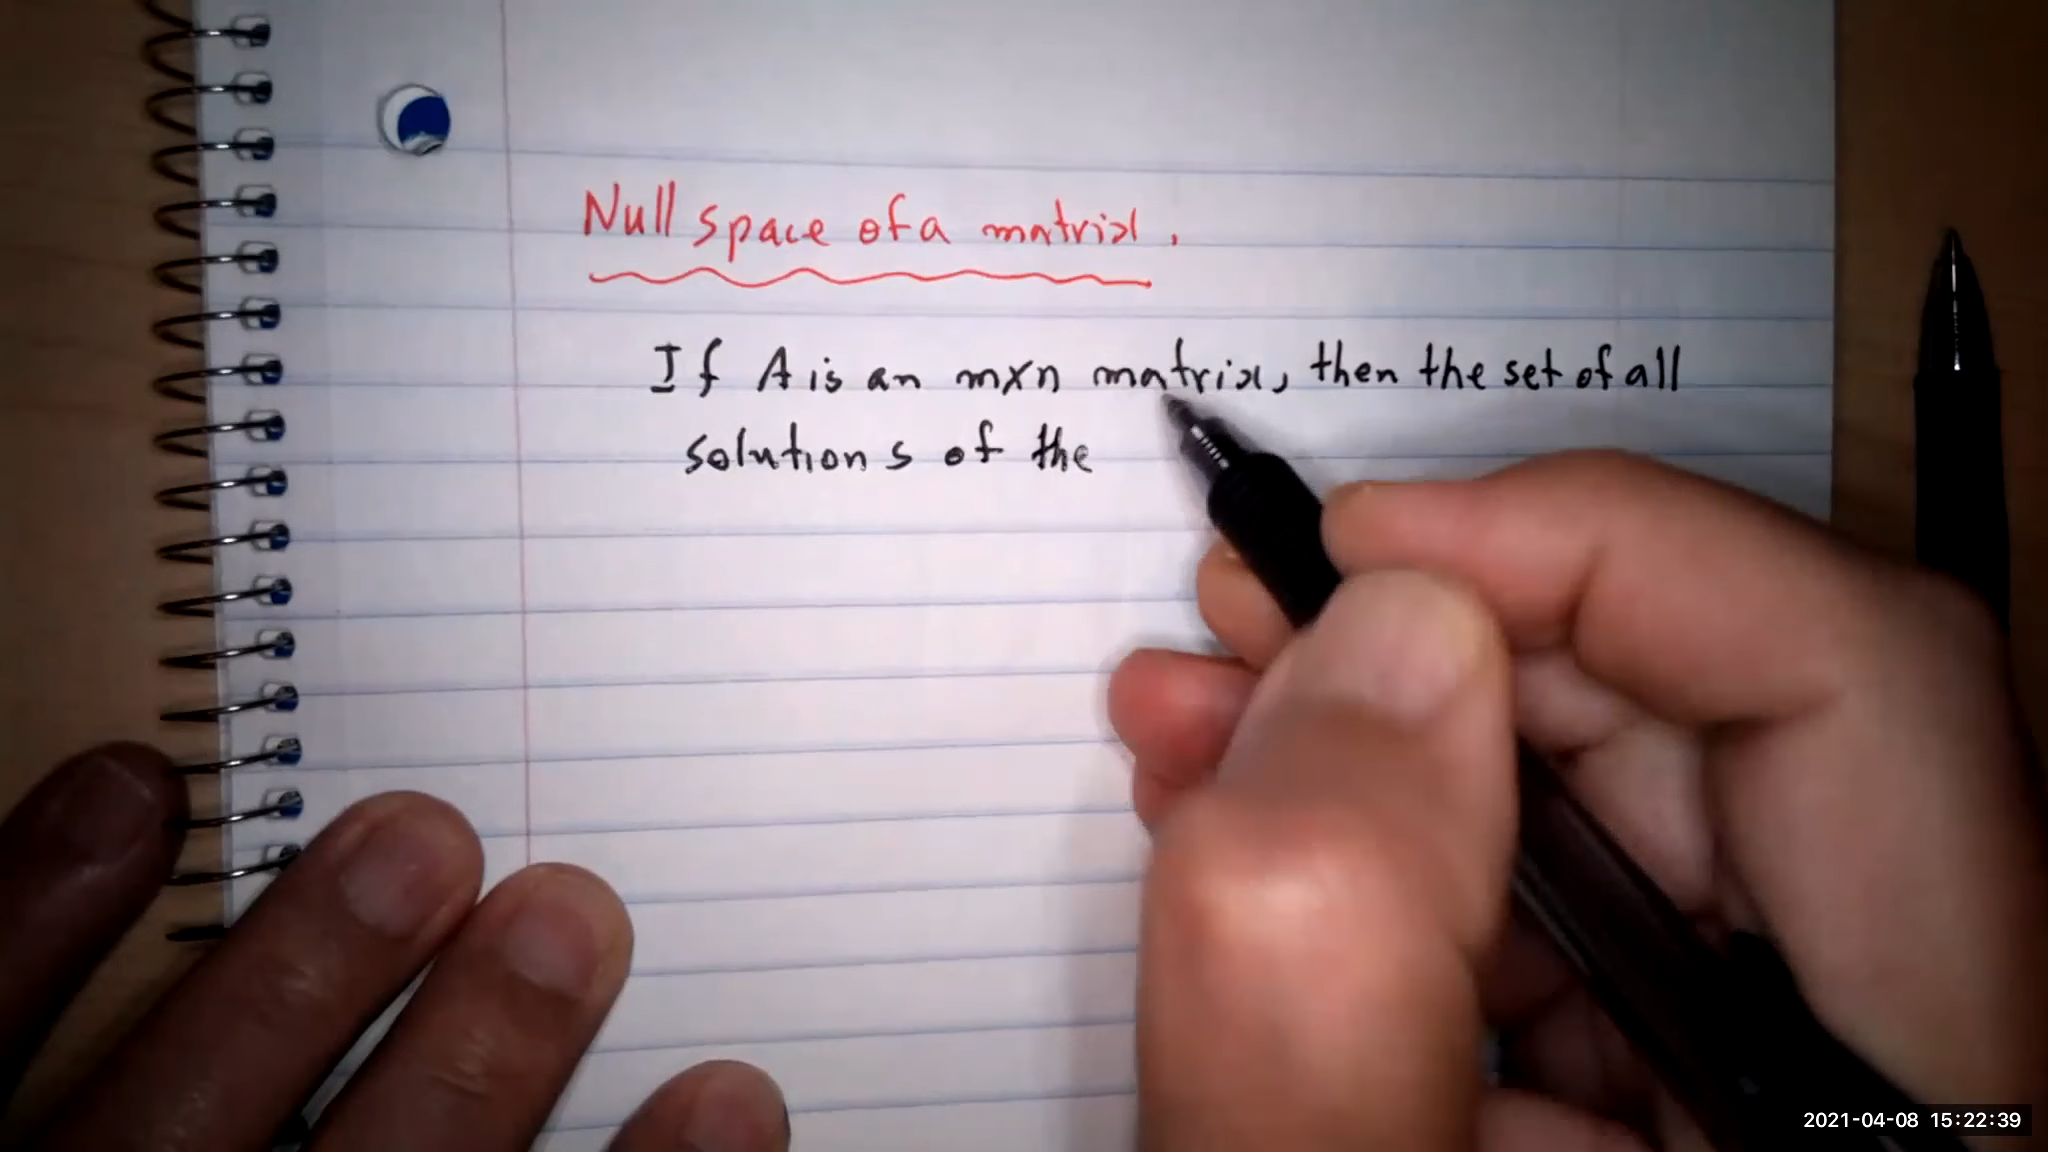 Null space of a matrix.
If A is an mxn matrix, then the set of all
solutions of the
2021-04-08 15:22:39